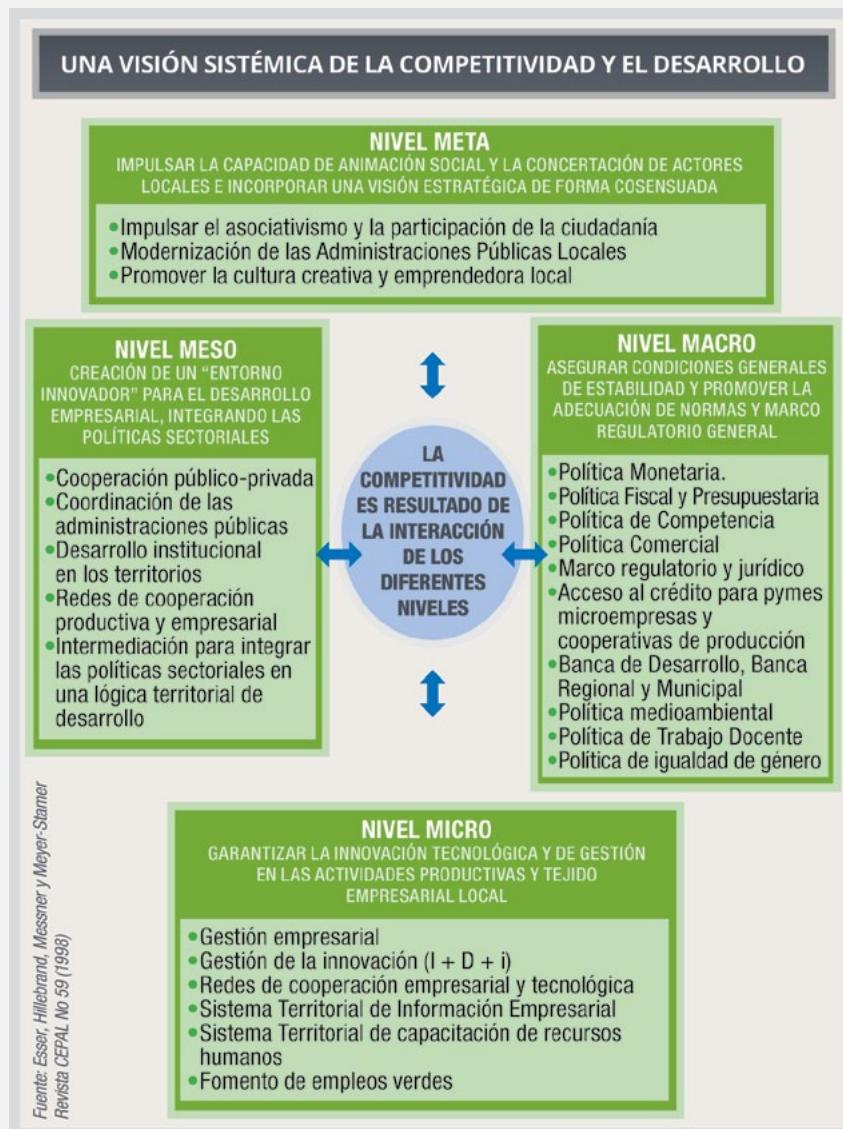 UNA VISIÓN SISTÉMICA DE LA COMPETITIVIDAD Y EL DESARROLLO
NIVEL META
IMPULSAR LA CAPACIDAD DE ANIMACIÓN SOCIAL Y LA CONCERTACIÓN DE ACTORES
LOCALES E INCORPORAR UNA VISIÓN ESTRATÉGICA DE FORMA COSENSUADA
•Impulsar el asociativismo y la participación de la ciudadanía
•Modernización de las Administraciones Públicas Locales
•Promover la cultura creativa y emprendedora local
NIVEL MESO
CREACIÓN DE UN “ENTORNO
INNOVADOR” PARA EL DESARROLLO
EMPRESARIAL, INTEGRANDO LAS
POLÍTICAS SECTORIALES
•Cooperación público-privada
•Coordinación de las
administraciones públicas
•Desarrollo institucional
en los territorios
•Redes de cooperación
productiva y empresarial
•Intermediación para integrar
las políticas sectoriales en
una lógica territorial de
desarrollo
LA
COMPETITIVIDAD
ES RESULTADO DE
LA INTERACCIÓN
DE LOS
DIFERENTES
NIVELES
NIVEL MACRO
ASEGURAR CONDICIONES GENERALES
DE ESTABILIDAD Y PROMOVER LA
ADECUACIÓN DE NORMAS Y MARCO
REGULATORIO GENERAL
•Política Monetaria.
•Política Fiscal y Presupuestaria
•Política de Competencia
•Política Comercial
•Marco regulatorio y jurídico
•Acceso al crédito para pymes
microempresas y
cooperativas de producción
•Banca de Desarrollo, Banca
Regional y Municipal
•Política medioambiental
•Política de Trabajo Docente
•Política de igualdad de género
NIVEL MICRO
GARANTIZAR LA INNOVACIÓN TECNOLÓGICA Y DE GESTIÓN
EN LAS ACTIVIDADES PRODUCTIVAS Y TEJIDO
EMPRESARIAL LOCAL
•Gestión empresarial
•Gestión de la innovación (I + D + i)
•Redes de cooperación empresarial y tecnológica
•Sistema Territorial de Información Empresarial
•Sistema Territorial de capacitación de recursos
humanos
•Fomento de empleos verdes
Fuente: Esser, Hillebrand, Messner y Meyer-Stamer
Revista CEPAL No 59 (1998)